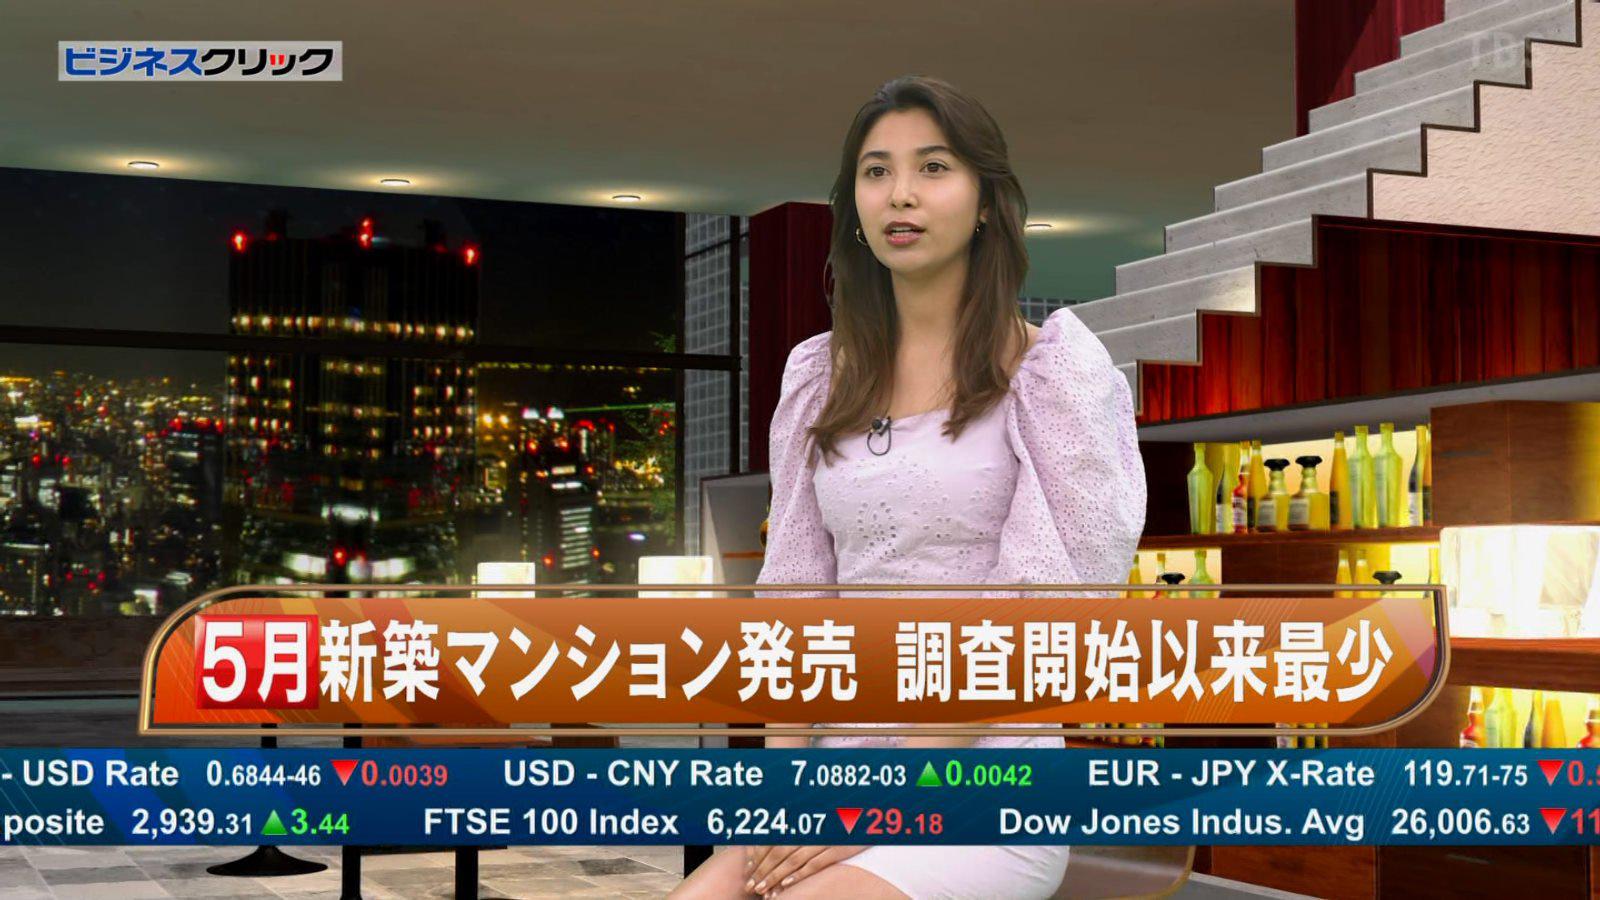 ビジネスクリック
TBS
5月新築マンション発売 調査開始以来最少
- USD Rate 0.6844-46 ▼0.0039 USD - CNY Rate 7.0882-03 ▲0.0042 EUR - JPY X-Rate 119.71-75 ▼0.
posite 2,939.31 ▲3.44 FTSE 100 Index 6,224.07 ▼29.18 Dow Jones Indus. Avg 26,006.63 ▼11